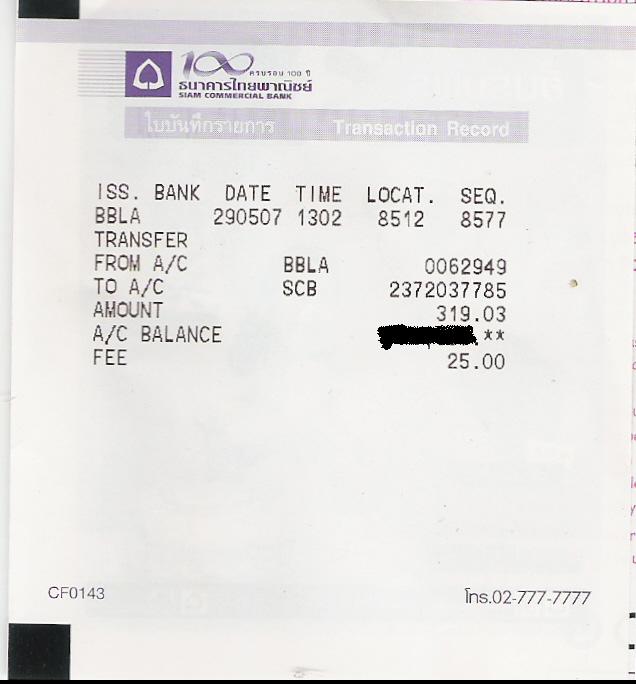 100 ครบรอบ 100 ปี
ธนาคารไทยพาณิชย์
SIAM COMMERCIAL BANK
ใบบันทึกรายการ Transaction Record
ISS. BANK DATE TIME LOCAT. SEQ.
BBLA 290507 1302 8512 8577
TRANSFER
FROM A/C BBLA 0062949
TO A/C SCB 2372037785
AMOUNT 319.03
A/C BALANCE .**
FEE 25.00
CF0143 โทร.02-777-7777